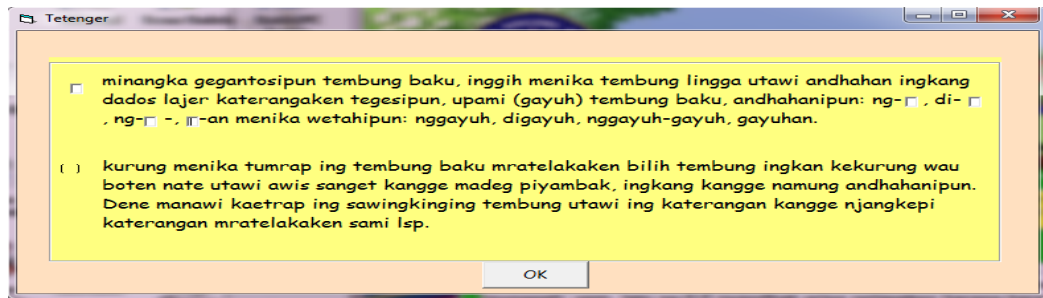 Tetenger
□ minangka gegantosipun tembung baku, inggih menika tembung lingga utawi andhahan ingkang
dados lajer katerangaken tegesipun, upami (gayuh) tembung baku, andhahanipun: ng-□ , di- □
, ng-□ -, □-an menika wetahipun: nggayuh, digayuh, nggayuh-gayuh, gayuhan.
( ) kurung menika tumrap ing tembung baku mratelakaken bilih tembung ingkan kekurung wau
boten nate utawi awis sanget kangge madeg piyambak, ingkang kangge namung andhahanipun.
Dene manawi kaetrap ing sawingkinging tembung utawi ing katerangan kangge njangkepi
katerangan mratelakaken sami lsp.
OK